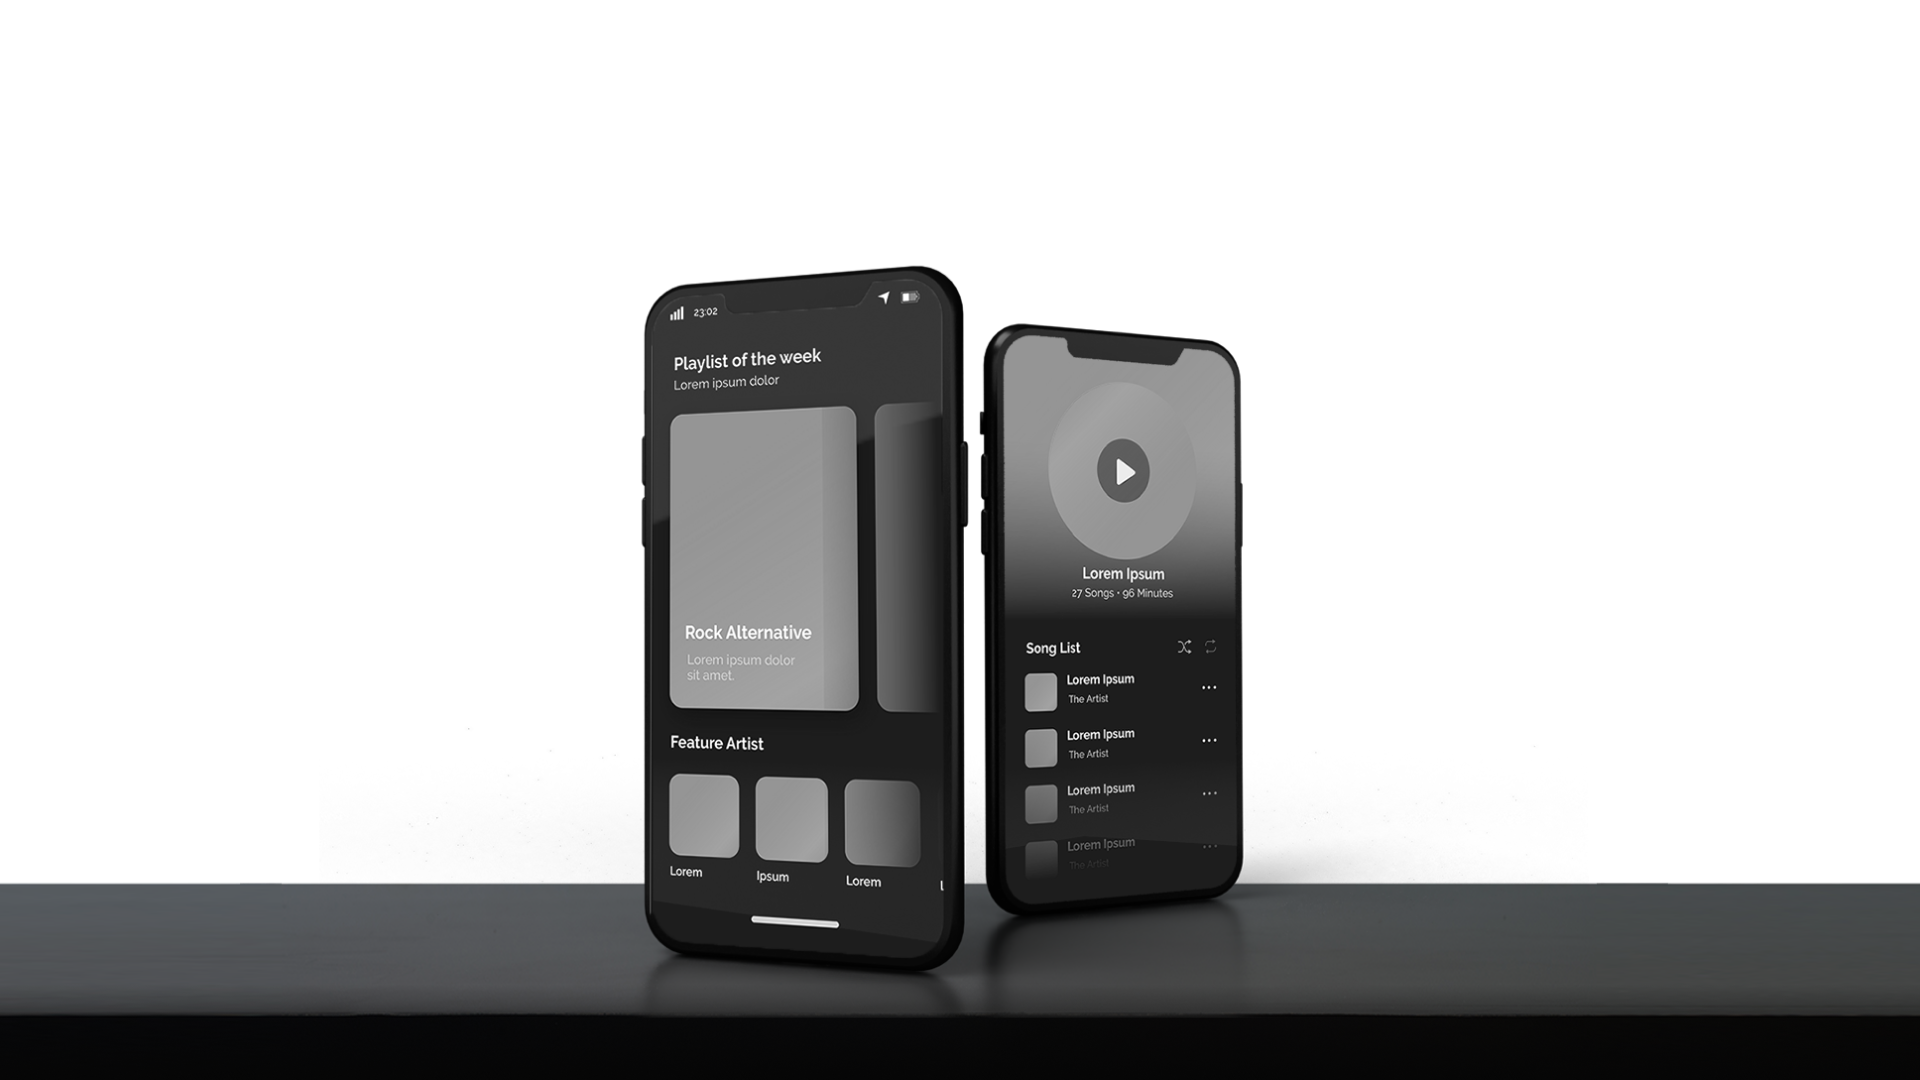 23:02
Playlist of the week
Lorem ipsum dolor
Rock Alternative
Lorem ipsum dolor
sit amet.
Feature Artist
Lorem
Ipsum
Lorem
Lorem Ipsum
27 Songs • 96 Minutes
Song List
Lorem Ipsum
The Artist
Lorem Ipsum
The Artist
Lorem Ipsum
The Artist
Lorem Ipsum
The Artist